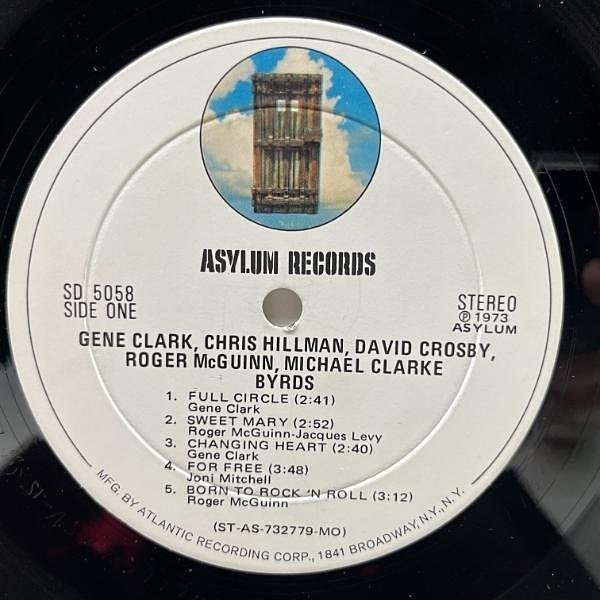 ASYLUM RECORDS
SD 5058
SIDE ONE
STEREO
℗ 1973
ASYLUM
GENE CLARK, CHRIS HILLMAN, DAVID CROSBY,
ROGER McGUINN, MICHAEL CLARKE
BYRDS
1. FULL CIRCLE (2:41)
Gene Clark
2. SWEET MARY (2:52)
Roger McGuinn-Jacques Levy
3. CHANGING HEART (2:40)
Gene Clark
4. FOR FREE (3:48)
Joni Mitchell
5. BORN TO ROCK 'N ROLL (3:12)
Roger McGuinn
(ST-AS-732779-MO)
MFG. BY ATLANTIC RECORDING CORP., 1841 BROADWAY, N.Y., N.Y.